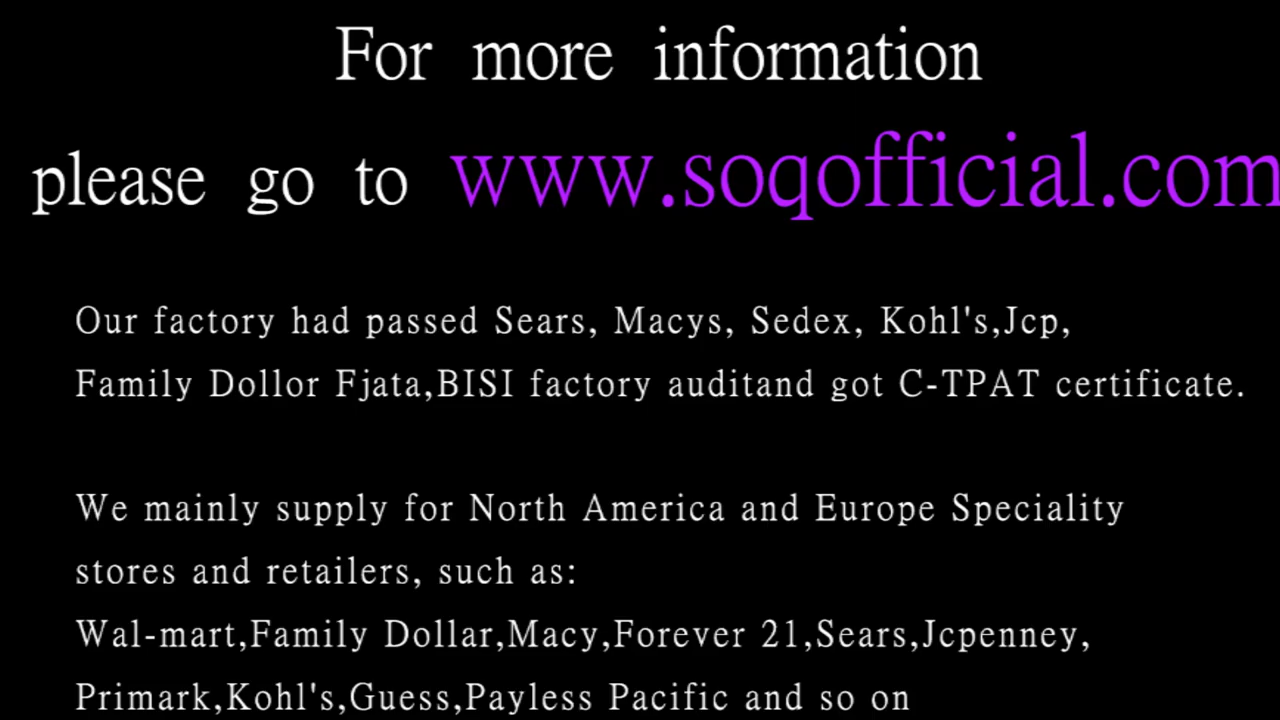 For more information
please go to www.soqofficial.com
Our factory had passed Sears, Macys, Sedex, Kohl's,Jcp,
Family Dollor Fjata,BISI factory auditand got C-TPAT certificate.
We mainly supply for North America and Europe Speciality
stores and retailers, such as:
Wal-mart,Family Dollar,Macy,Forever 21,Sears,Jcpenney,
Primark,Kohl's,Guess,Payless Pacific and so on